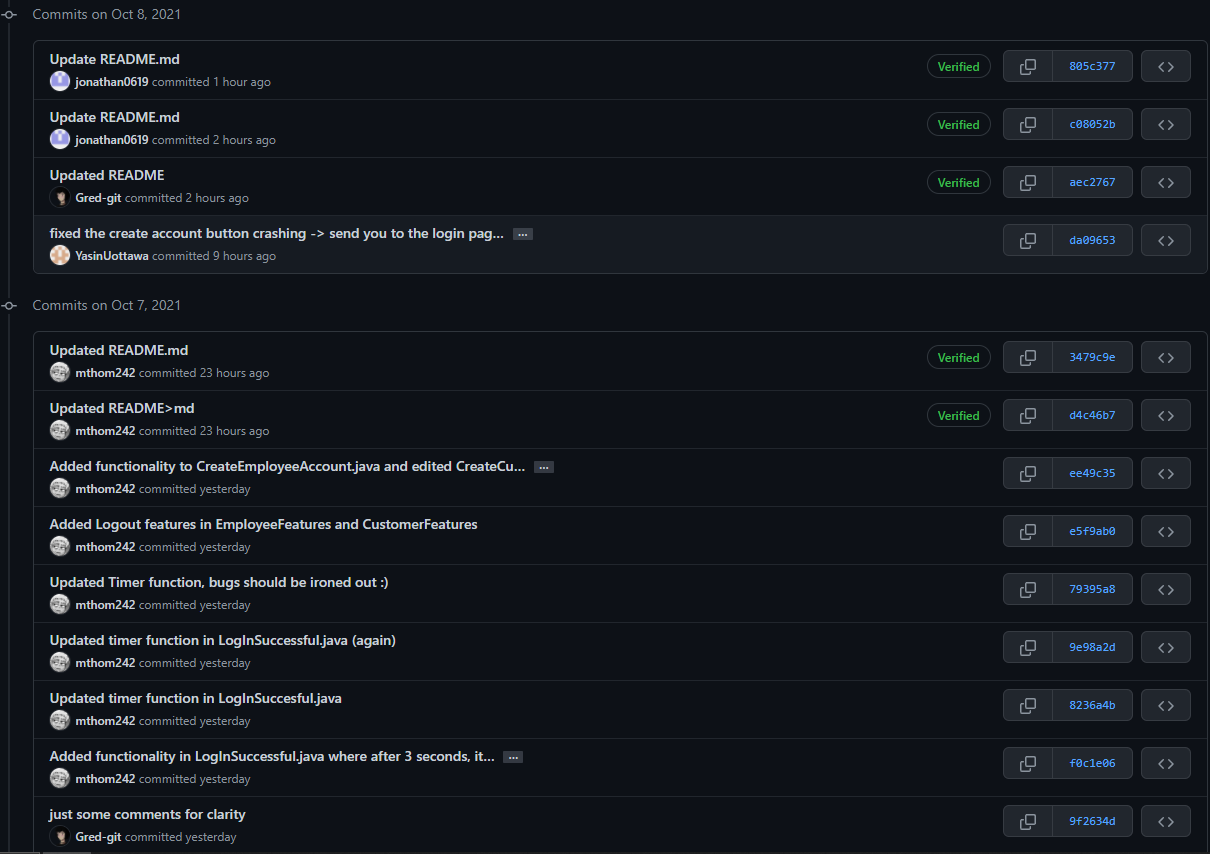 Commits on Oct 8, 2021
Update README.md
Verified
805c377
jonathan0619 committed 1 hour ago
Update README.md
Verified
c08052b
jonathan0619 committed 2 hours ago
Updated README
Verified
aec2767
Gred-git committed 2 hours ago
fixed the create account button crashing -> send you to the login pag... …
da09653
YasinUottawa committed 9 hours ago
Commits on Oct 7, 2021
Updated README.md
Verified
3479c9e
mthom242 committed 23 hours ago
Updated README>md
Verified
d4c46b7
mthom242 committed 23 hours ago
Added functionality to CreateEmployeeAccount.java and edited CreateCu... …
ee49c35
mthom242 committed yesterday
Added Logout features in EmployeeFeatures and CustomerFeatures
e5f9ab0
mthom242 committed yesterday
Updated Timer function, bugs should be ironed out :)
79395a8
mthom242 committed yesterday
Updated timer function in LogInSuccessful.java (again)
9e98a2d
mthom242 committed yesterday
Updated timer function in LogInSuccesful.java
8236a4b
mthom242 committed yesterday
Added functionality in LogInSuccessful.java where after 3 seconds, it... …
f0c1e06
mthom242 committed yesterday
just some comments for clarity
9f2634d
Gred-git committed yesterday